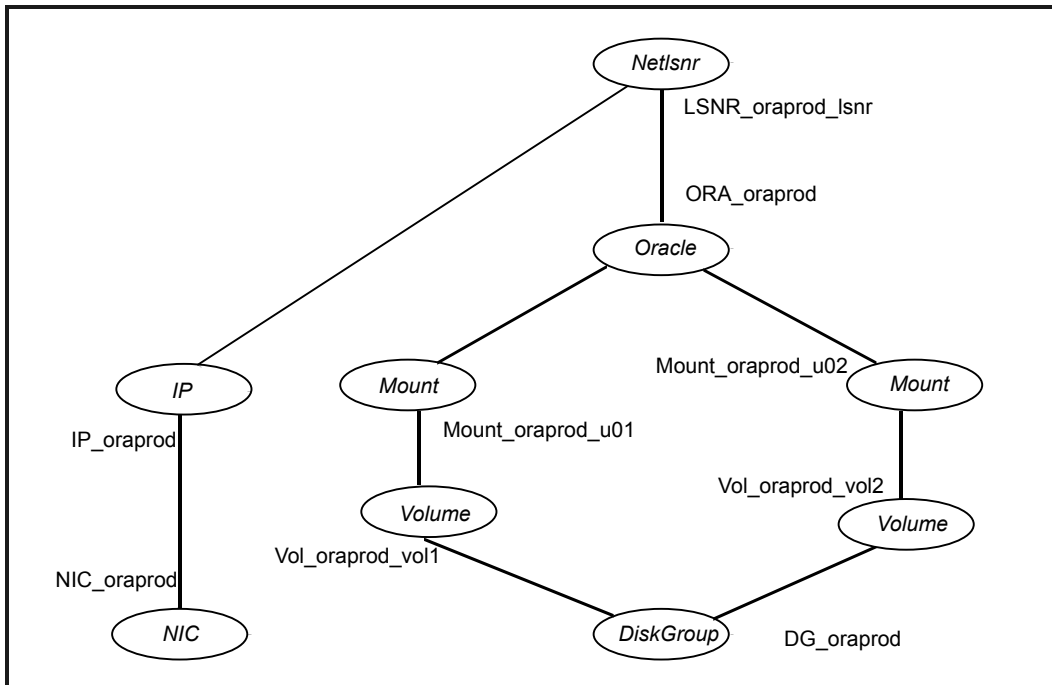 Netlsnr
LSNR_oraprod_lsnr
ORA_oraprod
Oracle
Mount_oraprod_u02
IP
Mount
Mount
IP_oraprod
Mount_oraprod_u01
Vol_oraprod_vol2
Volume
Volume
Vol_oraprod_vol1
NIC_oraprod
NIC
DiskGroup
DG_oraprod